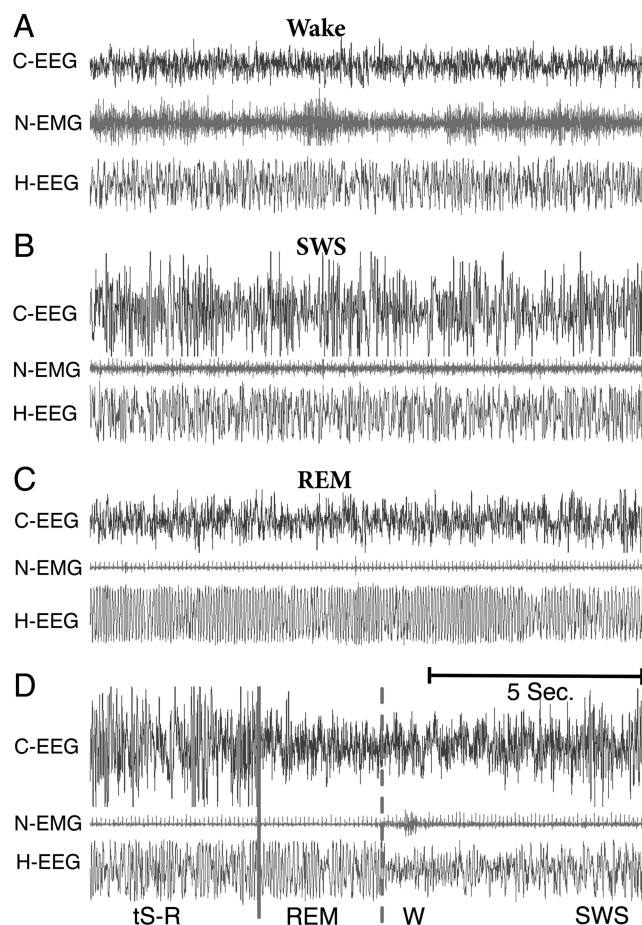 A
Wake
C-EEG
N-EMG
H-EEG
B
SWS
C-EEG
N-EMG
H-EEG
C
REM
C-EEG
N-EMG
H-EEG
D
5 Sec.
C-EEG
N-EMG
H-EEG
tS-R REM W SWS